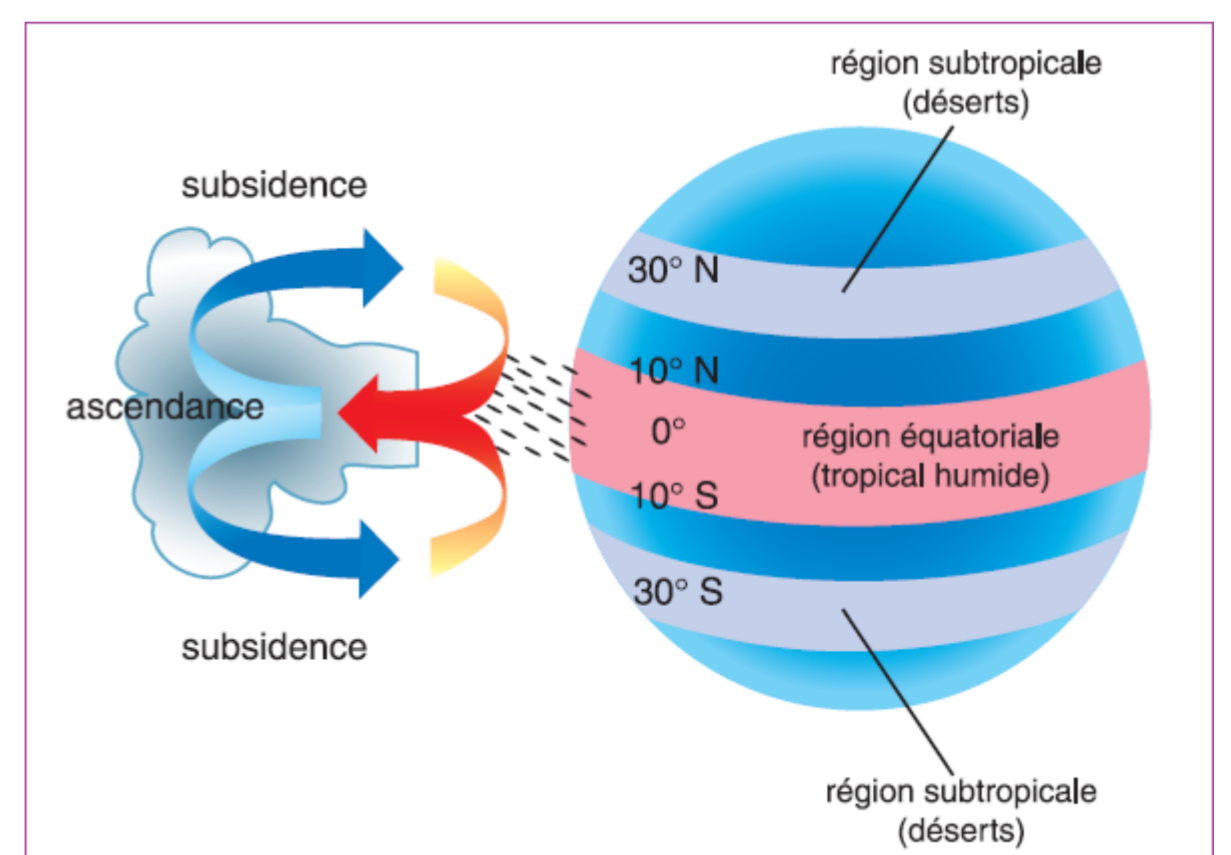 région subtropicale
(déserts)
subsidence
30° N
10° N
ascendance
0°
région équatoriale
(tropical humide)
10° S
30° S
subsidence
région subtropicale
(déserts)